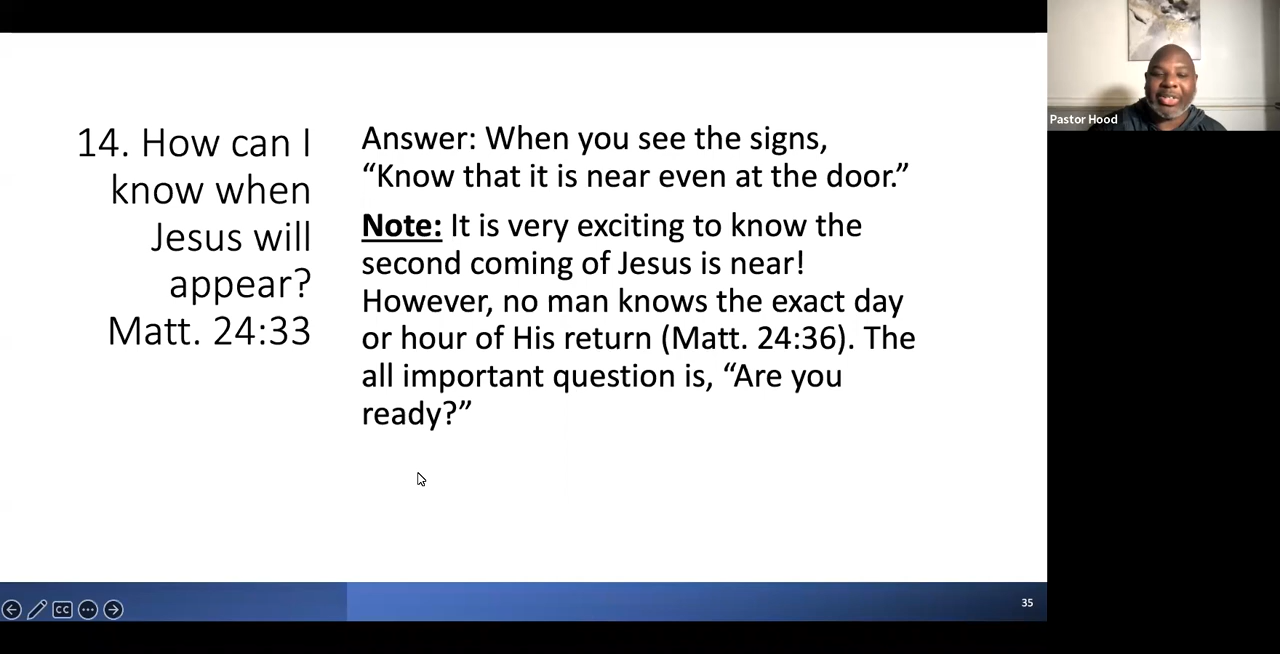 14. How can I
know when
Jesus will
appear?
Matt. 24:33
Answer: When you see the signs,
“Know that it is near even at the door.”
Note: It is very exciting to know the
second coming of Jesus is near!
However, no man knows the exact day
or hour of His return (Matt. 24:36). The
all important question is, “Are you
ready?”
Pastor Hood
CC
35